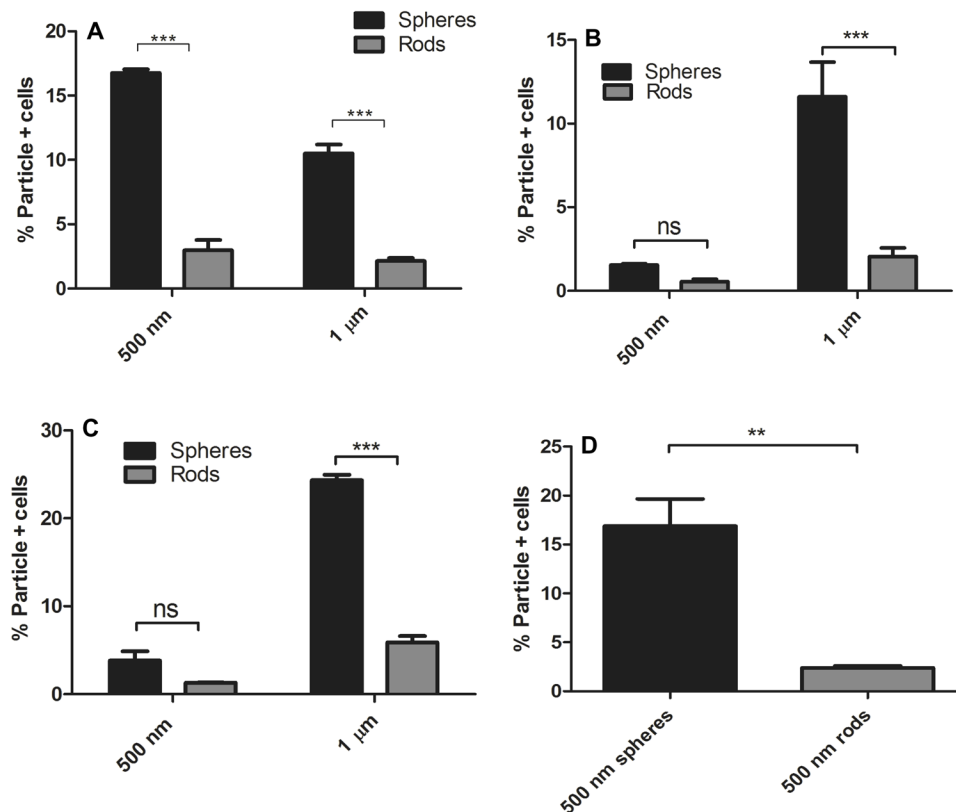 A
Spheres
Rods
% Particle + cells
20
15
10
5
0
***
***
500 nm
1 μm
B
Spheres
Rods
% Particle + cells
15
10
5
0
ns
***
500 nm
1 μm
C
Spheres
Rods
% Particle + cells
30
20
10
0
ns
***
500 nm
1 μm
D
% Particle + cells
25
20
15
10
5
0
**
500 nm spheres
500 nm rods